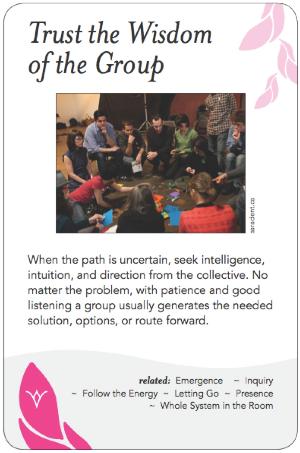 Trust the Wisdom
of the Group
sanadent.co
When the path is uncertain, seek intelligence,
intuition, and direction from the collective. No
matter the problem, with patience and good
listening a group usually generates the needed
solution, options, or route forward.
related: Emergence ~ Inquiry
~ Follow the Energy ~ Letting Go ~ Presence
~ Whole System in the Room